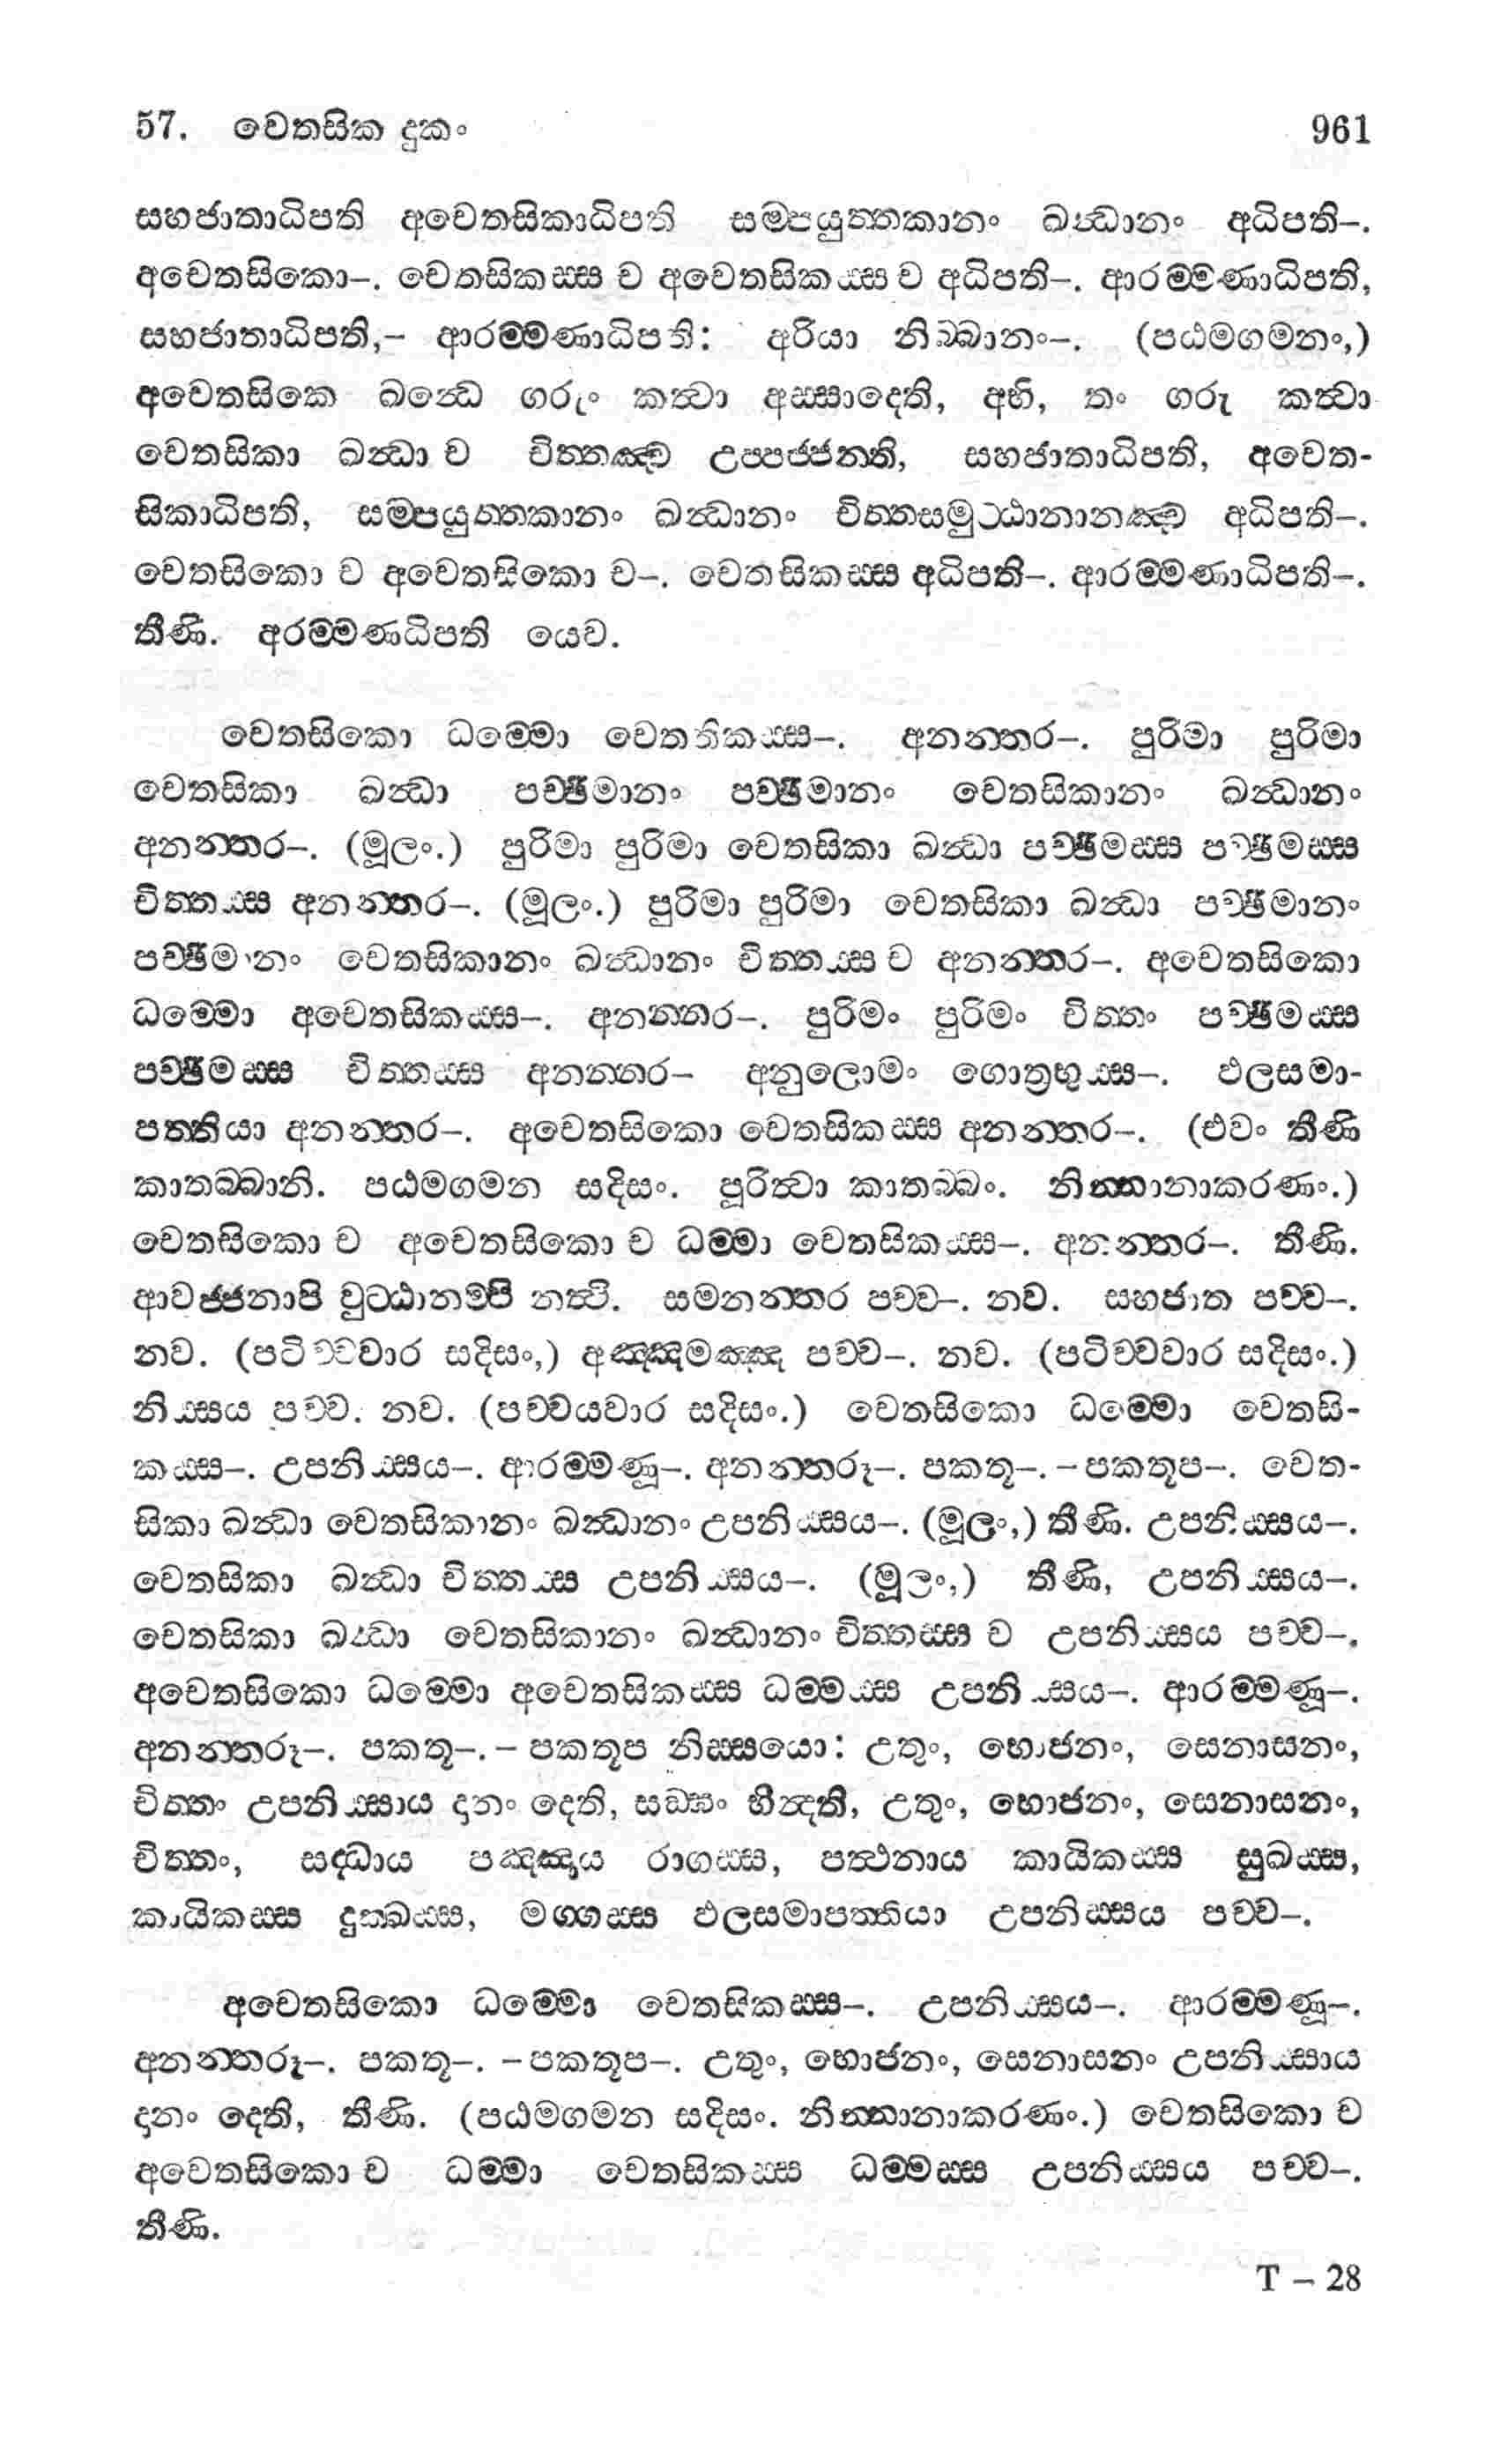 57. චෙතසික දුකං 961
සහජාතාධිපති අචෙතසිකාධිපති සම්පයුත්තකානං ඛන්ධානං අධිපති–.
අචෙතසිකො–. චෙතසිකස්ස ච අචෙතසිකස්ස ච අධිපති–. ආරම්මණාධිපති,
සහජාතාධිපති,– ආරම්මණාධිපති: අරියා නිබ්බානං–. (පඨමගමනං,)
අචෙතසිකෙ ඛන්ධෙ ගරුං කත්වා අස්සාදෙති, අභි, තං ගරු කත්වා
චෙතසිකා ඛන්ධා ච චිත්තඤ්ච උප්පජ්ජන්ති, සහජාතාධිපති, අචෙත-
සිකාධිපති, සම්පයුත්තකානං ඛන්ධානං චිත්තසමුට්ඨානානඤ්ච අධිපති–.
චෙතසිකො ච අචෙතසිකො ච–. චෙතසිකස්ස අධිපති–. ආරම්මණාධිපති–.
තීණි. අරම්මණධිපති යෙව.
චෙතසිකො ධම්මො චෙතතිකස්ස–. අනන්තර–. පුරිමා පුරිමා
චෙතසිකා ඛන්ධා පච්ඡිමානං පච්ඡිමානං චෙතසිකානං ඛන්ධානං
අනන්තර–. (මූලං.) පුරිමා පුරිමා චෙතසිකා ඛන්ධා පච්ඡිමස්ස පච්ඡිමස්ස
චිත්තස්ස අනන්තර–. (මූලං.) පුරිමා පුරිමා චෙතසිකා ඛන්ධා පච්ඡිමානං
පච්ඡිමානං චෙතසිකානං ඛන්ධානං චිත්තස්ස ච අනන්තර–. අචෙතසිකො
ධම්මො අචෙතසිකස්ස–. අනන්තර–. පුරිමං පුරිමං චිත්තං පච්ඡිමස්ස
පච්ඡිමස්ස චිත්තස්ස අනන්තර– අනුලොමං ගොත්‍රභුස්ස–. ඵලසමා-
පත්තියා අනන්තර–. අචෙතසිකො චෙතසිකස්ස අනන්තර–. (එවං තීණි
කාතබ්බානි. පඨමගමන සදිසං. පූරිත්වා කාතබ්බං. නින්නානාකරණං.)
චෙතසිකො ච අචෙතසිකො ච ධම්මා චෙතසිකස්ස–. අනන්තර–. තීණි.
ආවජ්ජනාපි වුට්ඨානම්පි නත්ථි. සමනන්තර පච්ච–. නව. සහජාත පච්ච–.
නව. (පටිච්චවාර සදිසං,) අඤ්ඤමඤ්ඤ පච්ච–. නව. (පටිච්චවාර සදිසං.)
නිස්සය පච්ච. නව. (පච්චයවාර සදිසං.) චෙතසිකො ධම්මො චෙතසි-
කස්ස–. උපනිස්සය–. ආරම්මණූ–. අනන්තරූ–. පකතූ–. – පකතූප–. චෙත-
සිකා ඛන්ධා චෙතසිකානං ඛන්ධානං උපනිස්සය–. (මූලං,) තීණි. උපනිස්සය–.
චෙතසිකා ඛන්ධා චිත්තස්ස උපනිස්සය–. (මූලං,) තීණි, උපනිස්සය–.
චෙතසිකා ඛන්ධා චෙතසිකානං ඛන්ධානං චිත්තස්ස ච උපනිස්සය පච්ච–.
අචෙතසිකො ධම්මො අචෙතසිකස්ස ධම්මස්ස උපනිස්සය–. ආරම්මණූ–.
අනන්තරූ–. පකතූ–. – පකතූප නිස්සයො: උතුං, භොජනං, සෙනාසනං,
චිත්තං උපනිස්සාය දානං දෙති, සඞ්ඝං භින්දති, උතුං, භොජනං, සෙනාසනං,
චිත්තං, සද්ධාය පඤ්ඤාය රාගස්ස, පත්ථනාය කායිකස්ස සුඛස්ස,
කායිකස්ස දුක්ඛස්ස, මග්ගස්ස ඵලසමාපත්තියා උපනිස්සය පච්ච–.
අචෙතසිකො ධම්මො චෙතසිකස්ස–. උපනිස්සය–. ආරම්මණූ–.
අනන්තරූ–. පකතූ–. – පකතූප–. උතුං, භොජනං, සෙනාසනං උපනිස්සාය
දානං දෙති, තීණි. (පඨමගමන සදිසං. නින්නානාකරණං.) චෙතසිකො ච
අචෙතසිකො ච ධම්මා චෙතසිකස්ස ධම්මස්ස උපනිස්සය පච්ච–.
තීණි.
T – 28